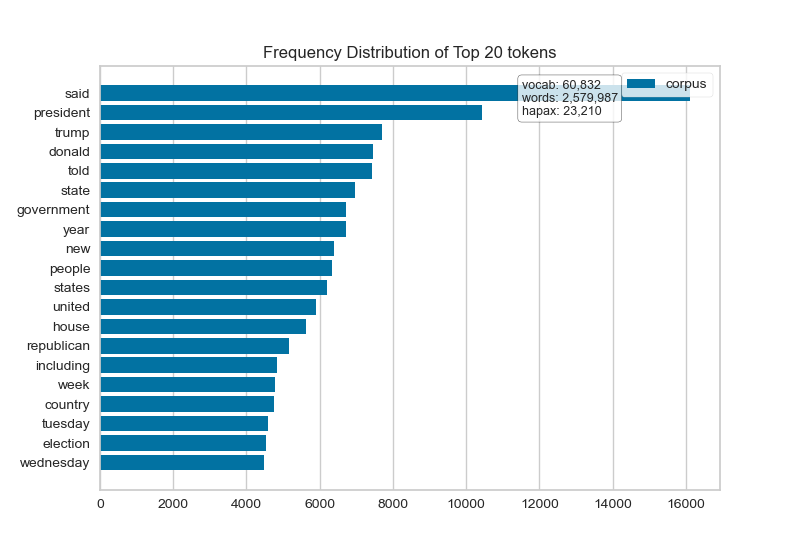 Frequency Distribution of Top 20 tokens
said
president
trump
donald
told
state
government
year
new
people
states
united
house
republican
including
week
country
tuesday
election
wednesday
vocab: 60,832
words: 2,579,987
hapax: 23,210
corpus
0 2000 4000 6000 8000 10000 12000 14000 16000